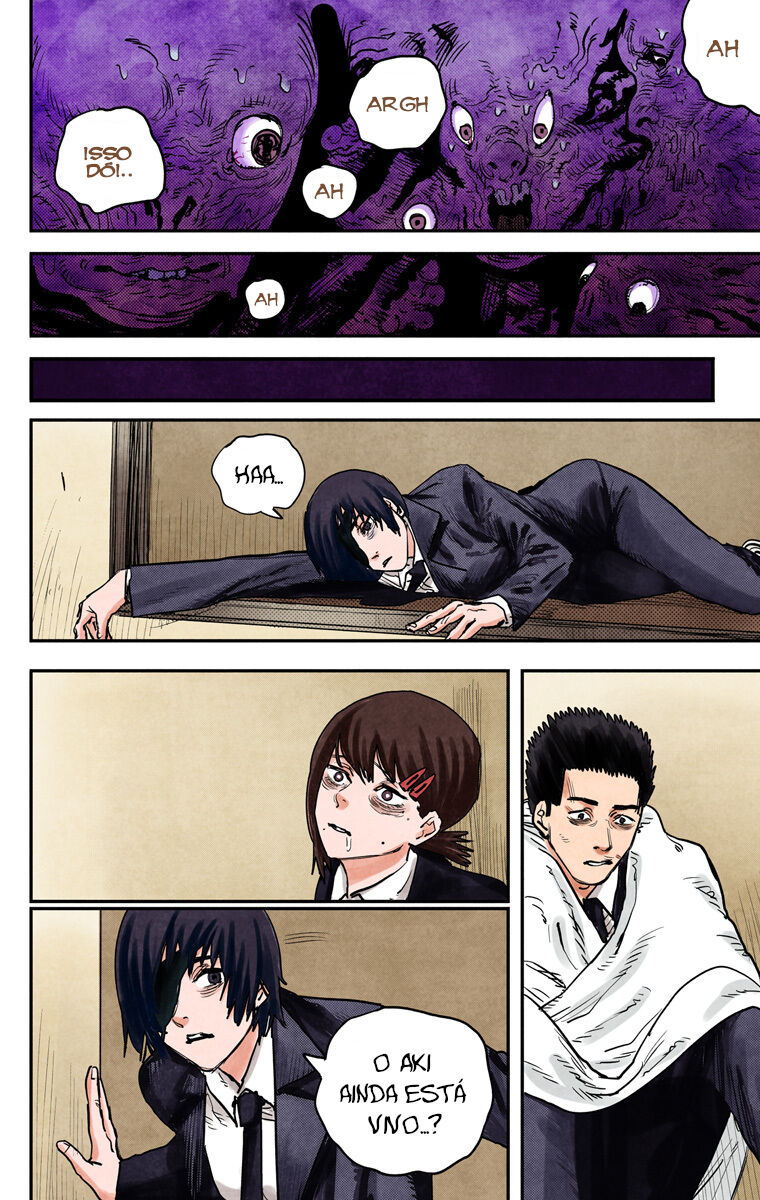 AH
ARGH
ISSO
DÓI..
AH
AH
HAA...
O AKI
AINDA ESTÁ
VIVO...?